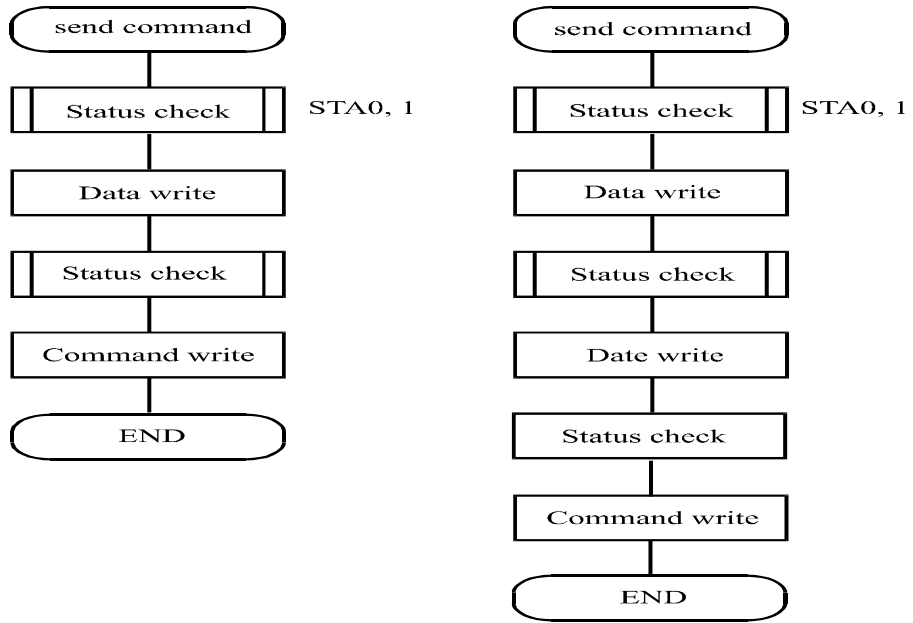 send command
Status check
STA0, 1
Data write
Status check
Command write
END
send command
Status check
STA0, 1
Data write
Status check
Date write
Status check
Command write
END